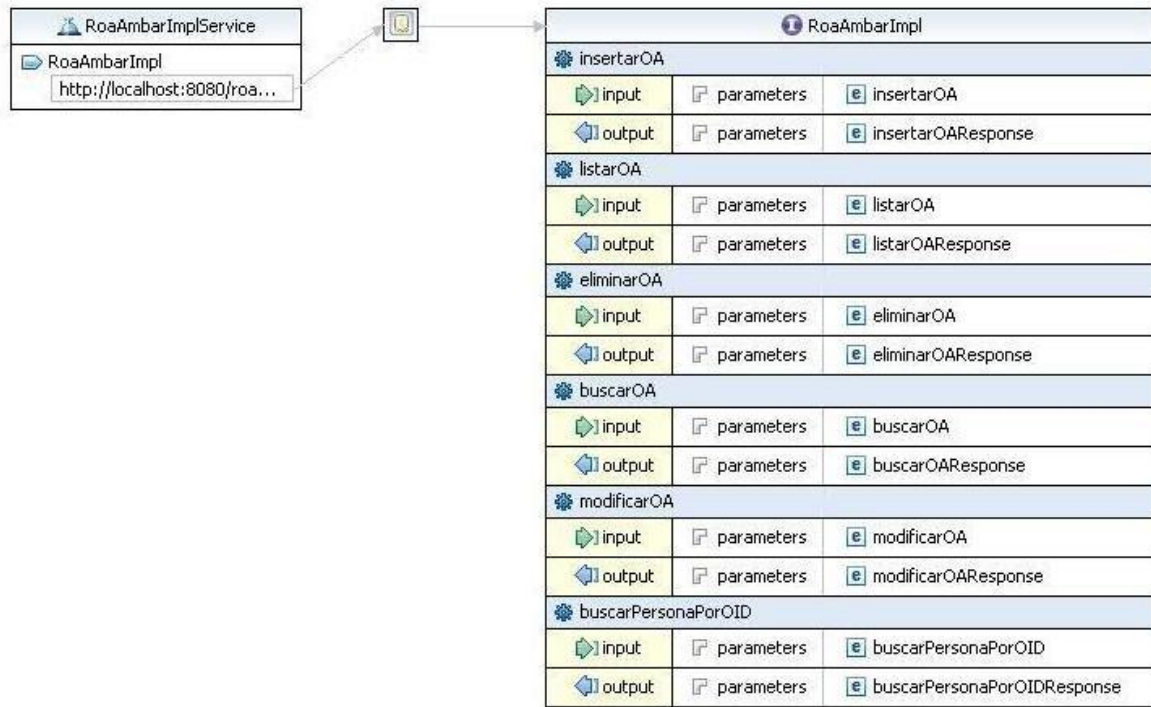 RoaAmbarImplService
RoaAmbarImpl
http://localhost:8080/roa...
RoaAmbarImpl
insertarOA
input parameters insertarOA
output parameters insertarOAResponse
listarOA
input parameters listarOA
output parameters listarOAResponse
eliminarOA
input parameters eliminarOA
output parameters eliminarOAResponse
buscarOA
input parameters buscarOA
output parameters buscarOAResponse
modificarOA
input parameters modificarOA
output parameters modificarOAResponse
buscarPersonaPorOID
input parameters buscarPersonaPorOID
output parameters buscarPersonaPorOIDResponse